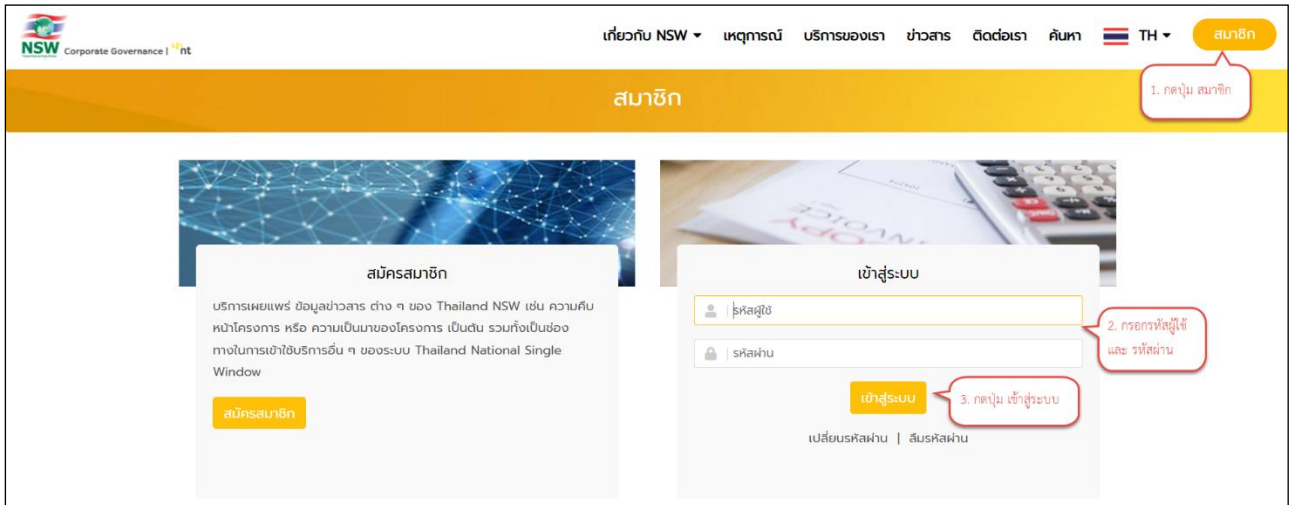 NSW Corporate Governance | nt
เกี่ยวกับ NSW เหตุการณ์ บริการของเรา ข่าวสาร ติดต่อเรา ค้นหา TH สมาชิก
1. กดปุ่ม สมาชิก
สมาชิก
สมัครสมาชิก
บริการเผยแพร่ ข้อมูลข่าวสาร ต่าง ๆ ของ Thailand NSW เช่น ความคืบ
หน้าโครงการ หรือ ความเป็นมาของโครงการ เป็นต้น รวมทั้งเป็นช่อง
ทางในการเข้าใช้บริการอื่น ๆ ของระบบ Thailand National Single
Window
สมัครสมาชิก
INVOICE
COPY
เข้าสู่ระบบ
รหัสผู้ใช้
รหัสผ่าน
2. กรอกรหัสผู้ใช้
และ รหัสผ่าน
เข้าสู่ระบบ
3. กดปุ่ม เข้าสู่ระบบ
เปลี่ยนรหัสผ่าน | ลืมรหัสผ่าน